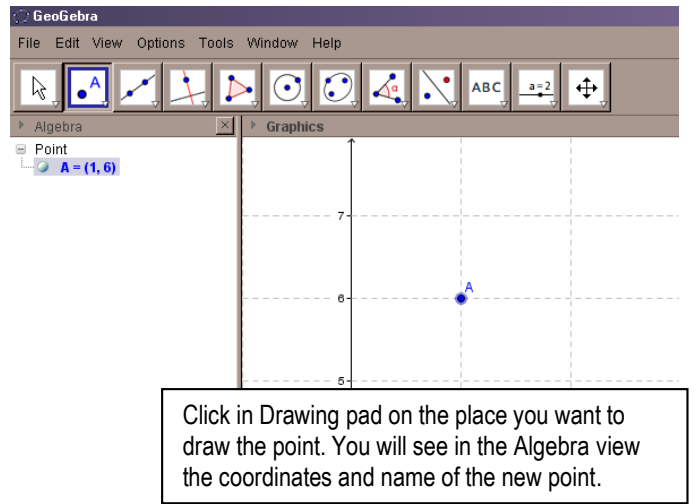 GeoGebra
File Edit View Options Tools Window Help
A α ABC a=2
Algebra
Graphics
Point
A = (1, 6)
7
A
6
5
Click in Drawing pad on the place you want to
draw the point. You will see in the Algebra view
the coordinates and name of the new point.